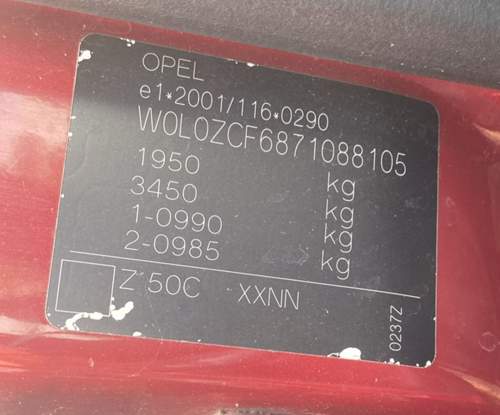 OPEL
e1*2001/116*0290
W0L0ZCF6871088105
1950 kg
3450 kg
1-0990 kg
2-0985 kg
Z 50C XXNN
0237Z